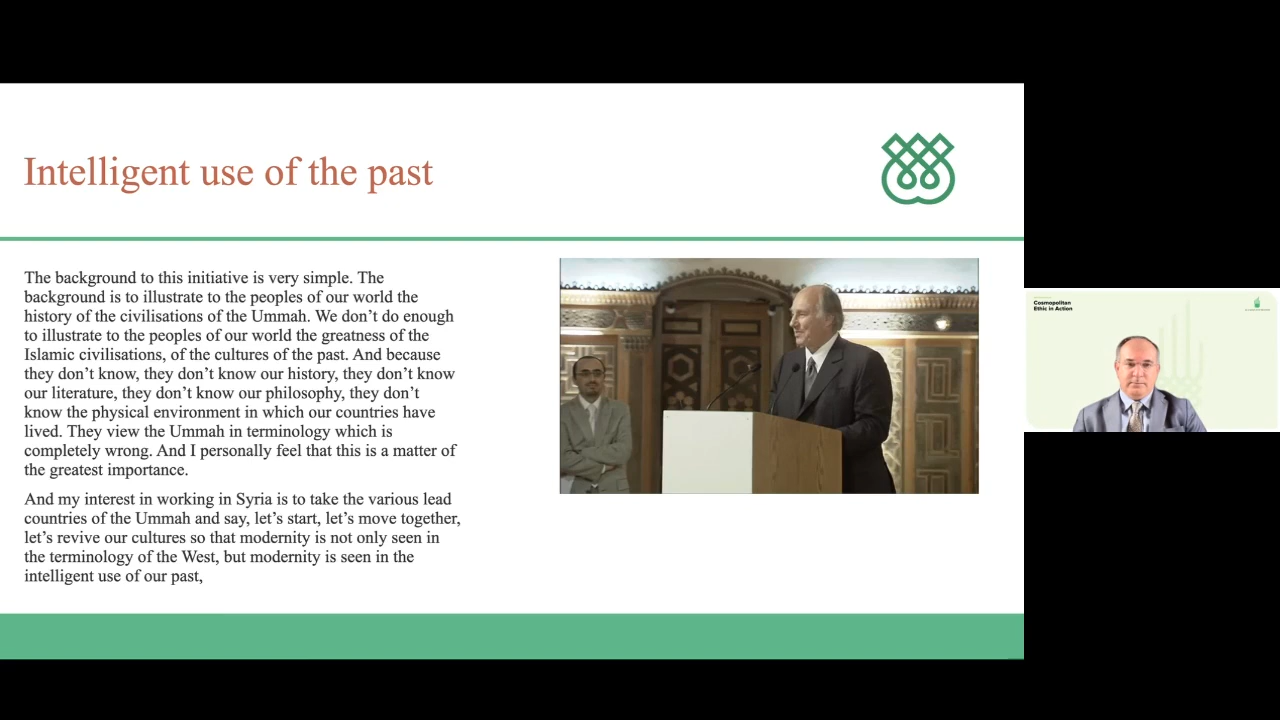 Intelligent use of the past
The background to this initiative is very simple. The
background is to illustrate to the peoples of our world the
history of the civilisations of the Ummah. We don’t do enough
to illustrate to the peoples of our world the greatness of the
Islamic civilisations, of the cultures of the past. And because
they don’t know, they don’t know our history, they don’t know
our literature, they don’t know our philosophy, they don’t
know the physical environment in which our countries have
lived. They view the Ummah in terminology which is
completely wrong. And I personally feel that this is a matter of
the greatest importance.
And my interest in working in Syria is to take the various lead
countries of the Ummah and say, let’s start, let’s move together,
let’s revive our cultures so that modernity is not only seen in
the terminology of the West, but modernity is seen in the
intelligent use of our past,
Cosmopolitan
Ethic in Action